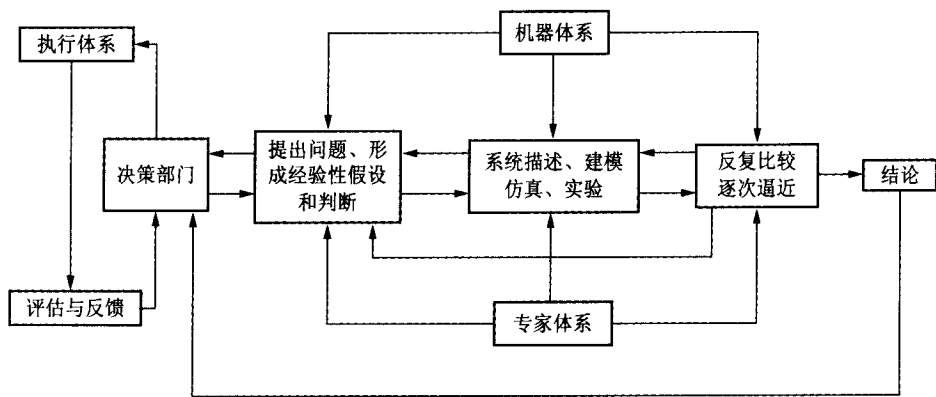 机器体系
执行体系
决策部门
提出问题、形
成经验性假设
和判断
系统描述、建模
仿真、实验
反复比较
逐次逼近
结论
评估与反馈
专家体系